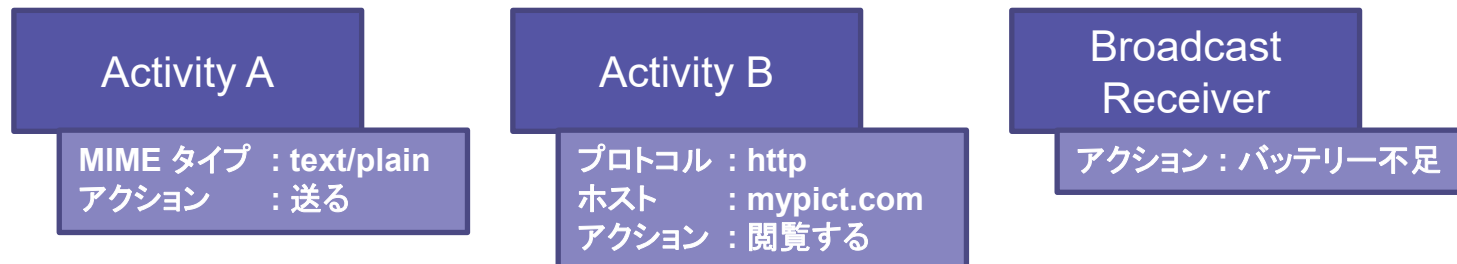 Activity A
MIME タイプ : text/plain
アクション : 送る
Activity B
プロトコル : http
ホスト : mypict.com
アクション : 閲覧する
Broadcast
Receiver
アクション : バッテリー不足